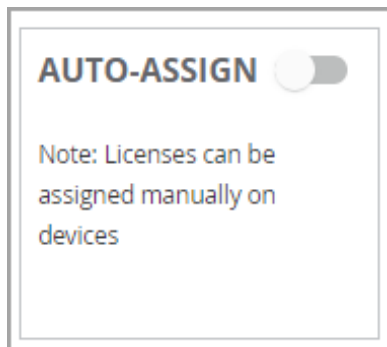 AUTO-ASSIGN
Note: Licenses can be
assigned manually on
devices